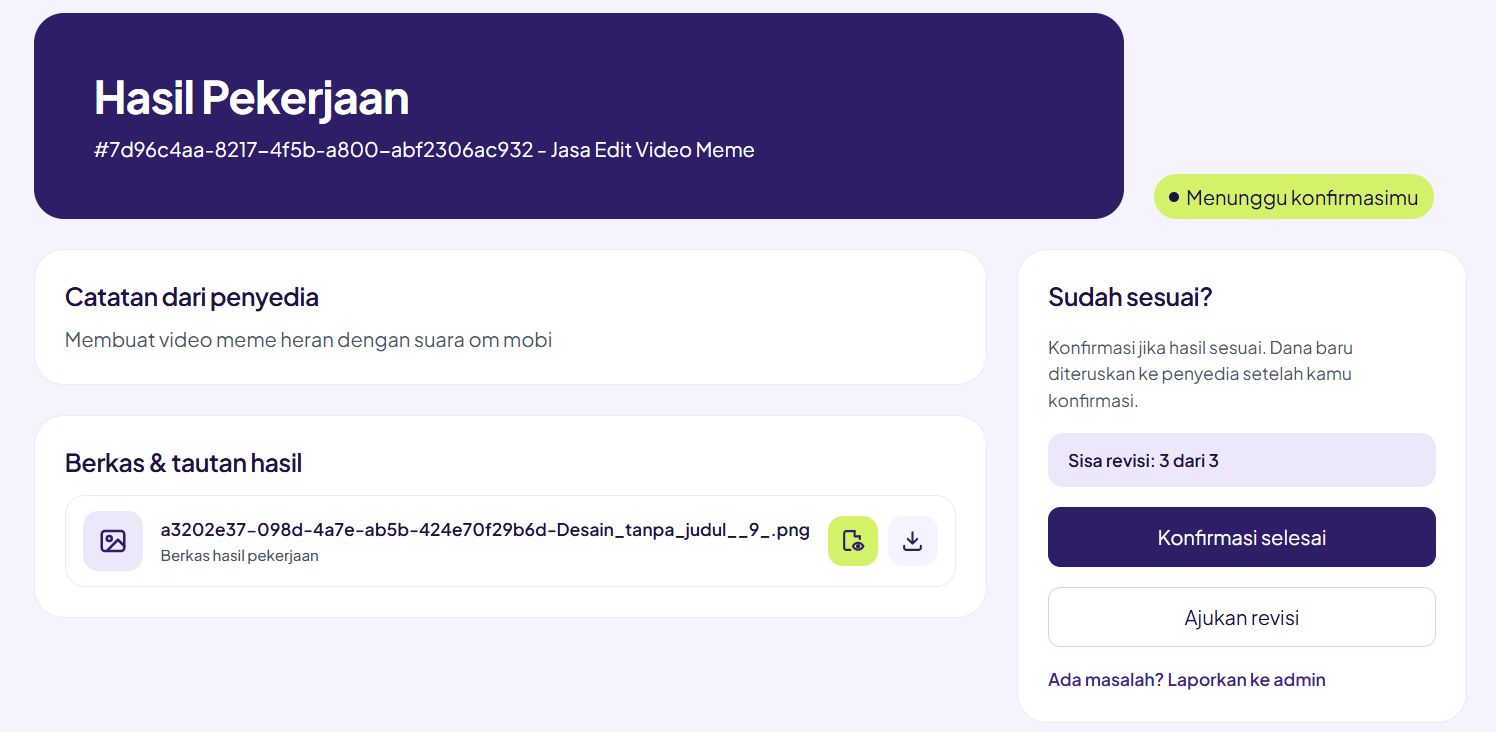 Hasil Pekerjaan
#7d96c4aa-8217-4f5b-a800-abf2306ac932 - Jasa Edit Video Meme
Menunggu konfirmasimu
Catatan dari penyedia
Membuat video meme heran dengan suara om mobi
Berkas & tautan hasil
a3202e37-098d-4a7e-ab5b-424e70f29b6d-Desain_tanpa_judul__9_.png
Berkas hasil pekerjaan
Sudah sesuai?
Konfirmasi jika hasil sesuai. Dana baru
diteruskan ke penyedia setelah kamu
konfirmasi.
Sisa revisi: 3 dari 3
Konfirmasi selesai
Ajukan revisi
Ada masalah? Laporkan ke admin